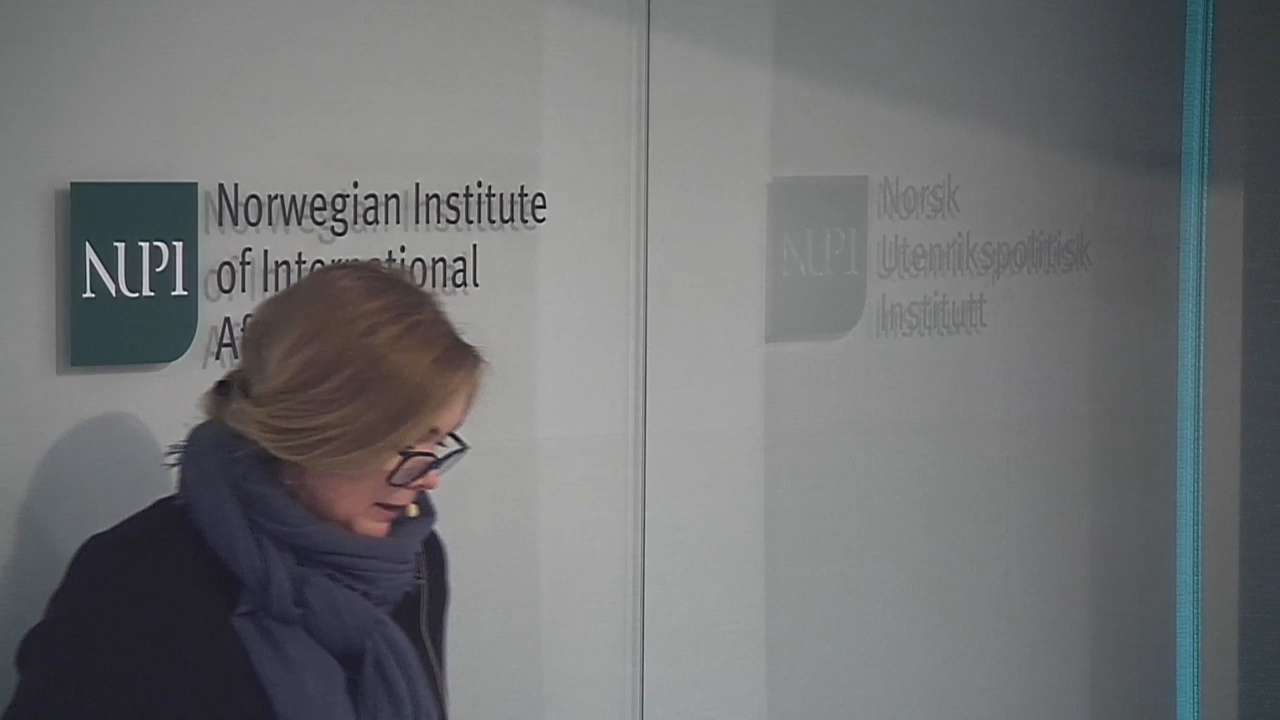 NUPI
Norwegian Institute
of International
NUPI
Norsk
Utenrikspolitisk
Institutt